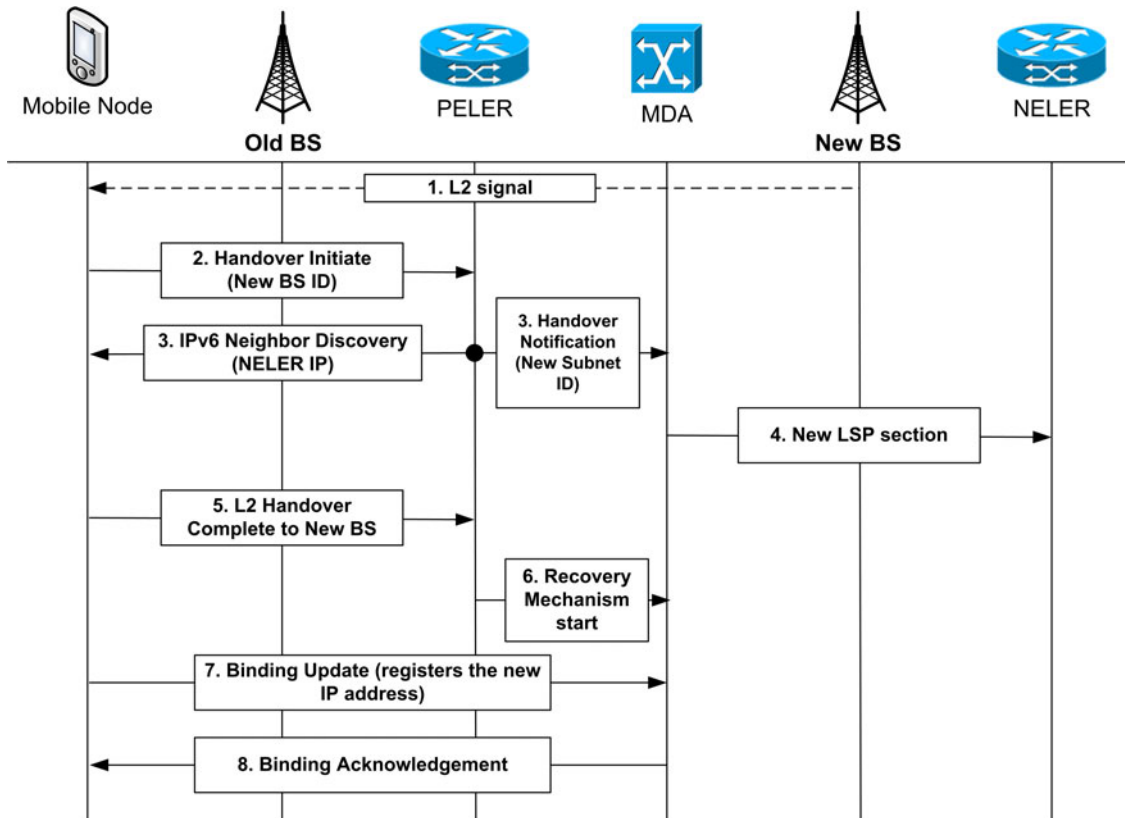 Mobile Node
Old BS
PELER
MDA
New BS
NELER
1. L2 signal
2. Handover Initiate
(New BS ID)
3. IPv6 Neighbor Discovery
(NELER IP)
3. Handover
Notification
(New Subnet
ID)
4. New LSP section
5. L2 Handover
Complete to New BS
6. Recovery
Mechanism
start
7. Binding Update (registers the new
IP address)
8. Binding Acknowledgement